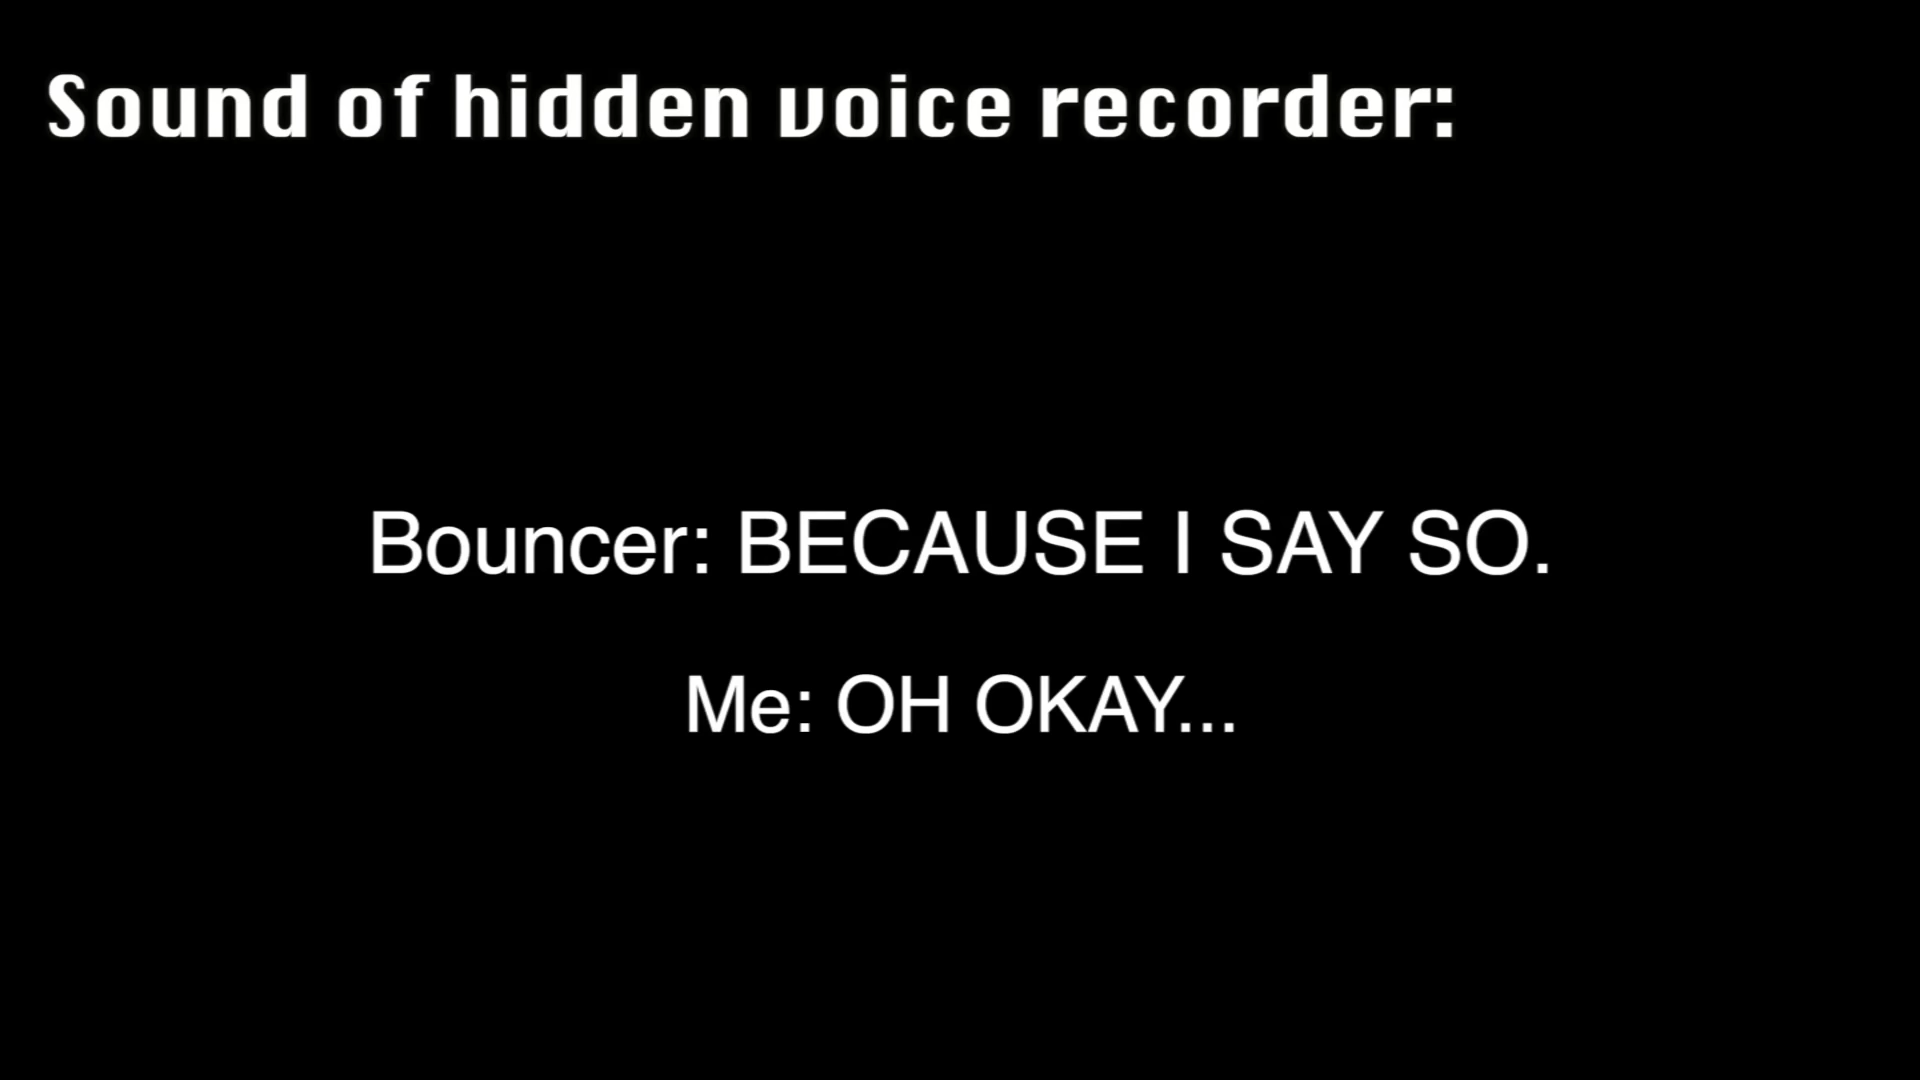 Sound of hidden voice recorder:
Bouncer: BECAUSE I SAY SO.
Me: OH OKAY...